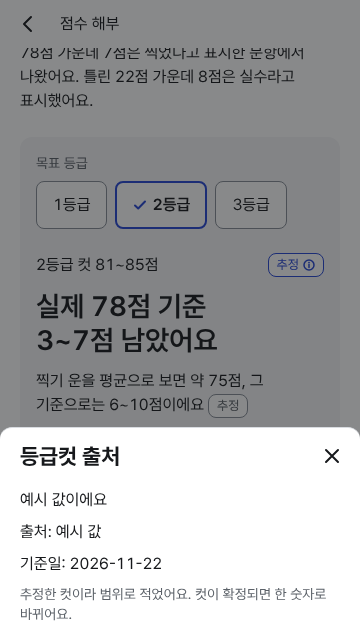 점수 해부
78점 가운데 7점은 찍었다고 표시한 문항에서
나왔어요. 틀린 22점 가운데 8점은 실수라고
표시했어요.
목표 등급
1등급 2등급 3등급
2등급 컷 81~85점 추정
실제 78점 기준
3~7점 남았어요
찍기 운을 평균으로 보면 약 75점, 그
기준으로는 6~10점이에요 추정
등급컷 출처
예시 값이에요
출처: 예시 값
기준일: 2026-11-22
추정한 컷이라 범위로 적었어요. 컷이 확정되면 한 숫자로
바뀌어요.